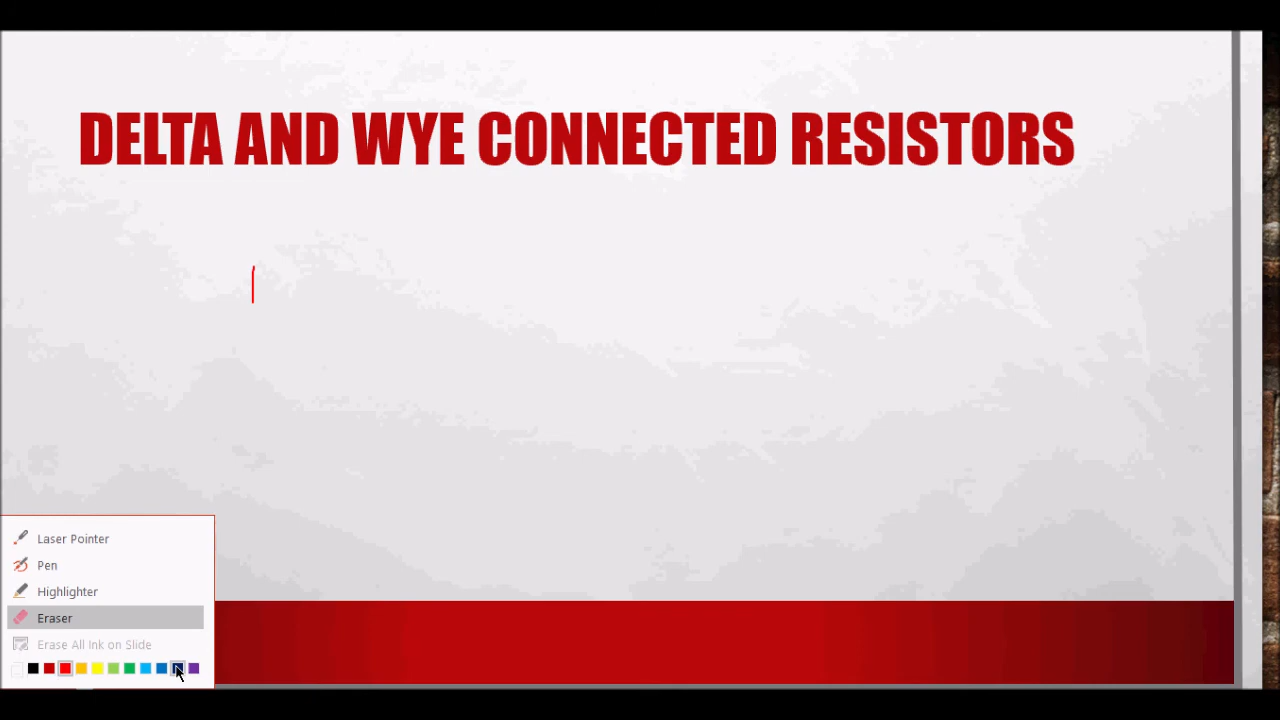 DELTA AND WYE CONNECTED RESISTORS
Laser Pointer
Pen
Highlighter
Eraser
Erase All Ink on Slide